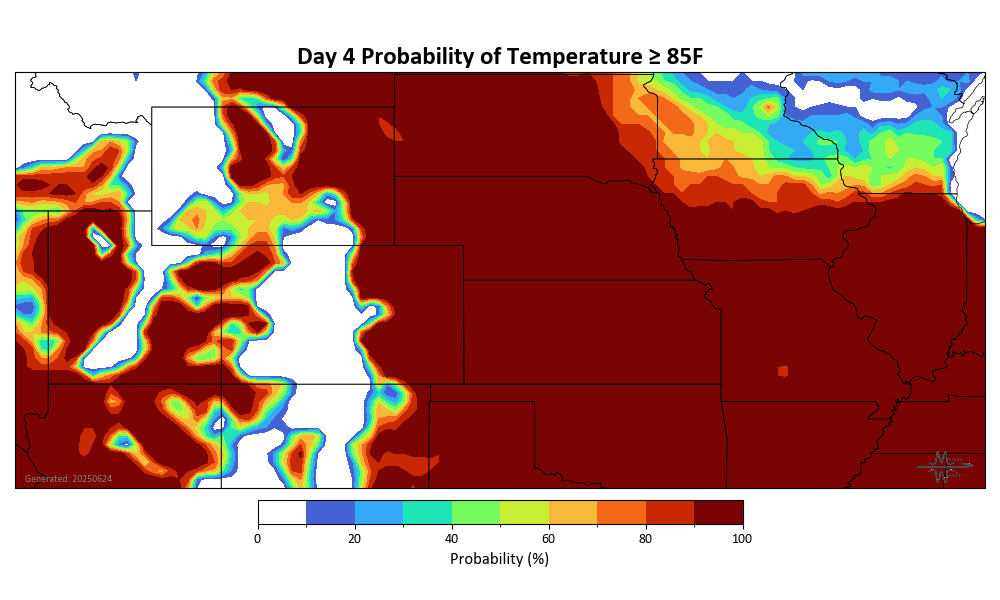 Day 4 Probability of Temperature ≥ 85F
Generated: 20250624
0 20 40 60 80 100
Probability (%)